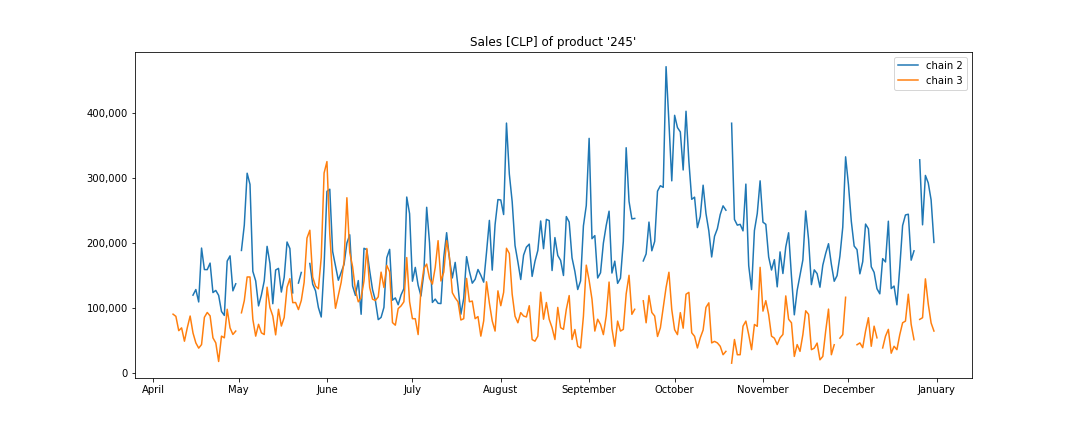 Sales [CLP] of product '245'
chain 2
chain 3
400,000
300,000
200,000
100,000
0
April May June July August September October November December January